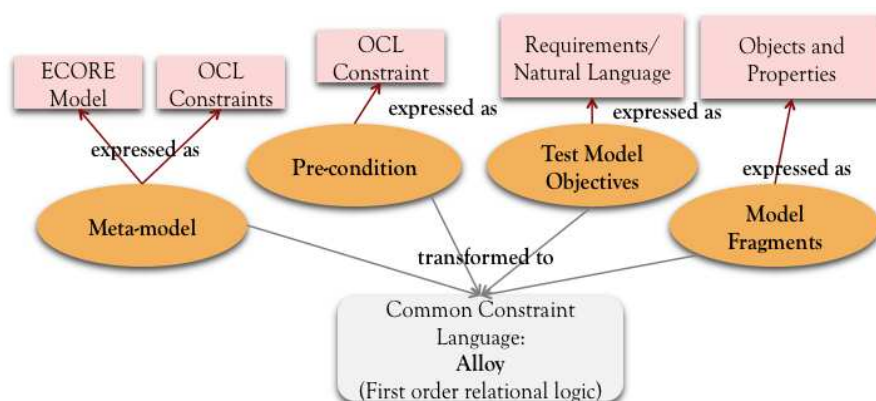 ECORE
Model
OCL
Constraints
OCL
Constraint
Requirements/
Natural Language
Objects and
Properties
expressed as
expressed as
expressed as
expressed as
Meta-model
Pre-condition
Test Model
Objectives
Model
Fragments
transformed to
Common Constraint
Language:
Alloy
(First order relational logic)